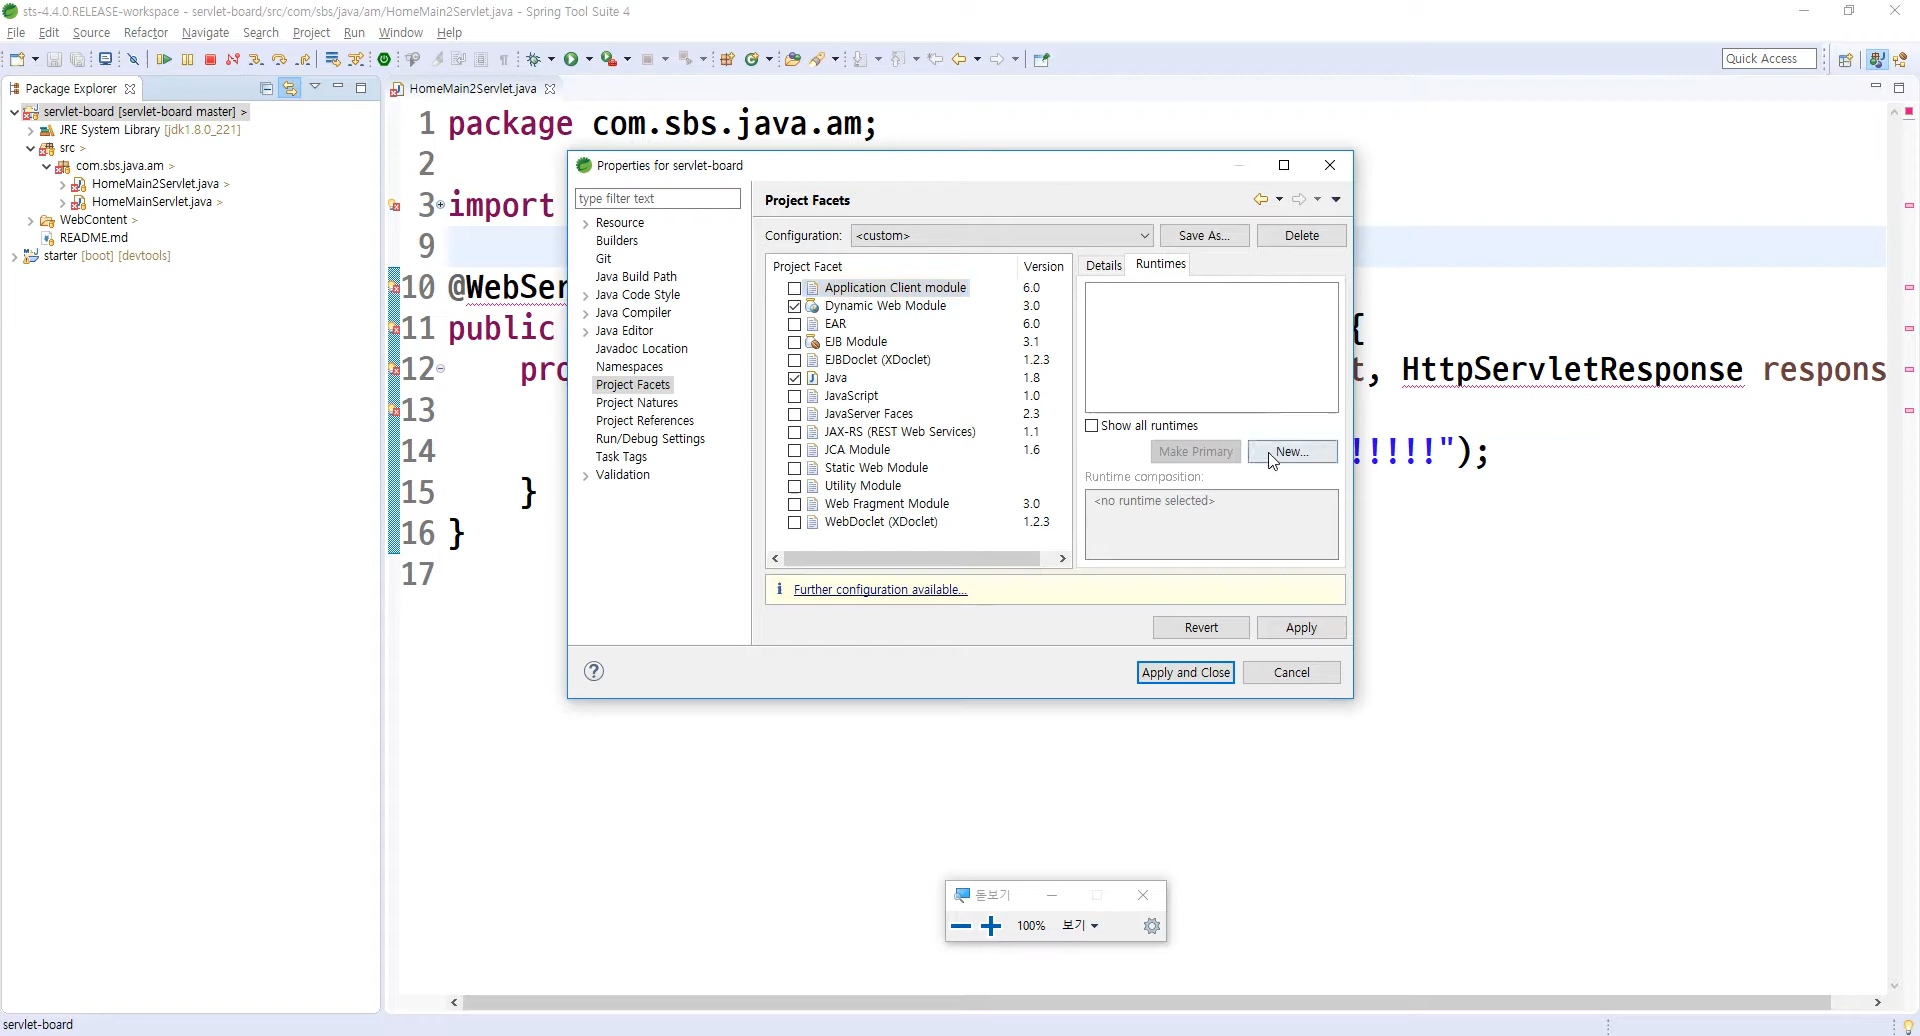 sts-4.4.0.RELEASE-workspace - servlet-board/src/com/sbs/java/am/HomeMain2Servlet.java - Spring Tool Suite 4
File Edit Source Refactor Navigate Search Project Run Window Help
Quick Access
Package Explorer
servlet-board [servlet-board master] >
JRE System Library [jdk1.8.0_221]
src >
com.sbs.java.am >
HomeMain2Servlet.java >
HomeMainServlet.java >
WebContent >
README.md
starter [boot] [devtools]
HomeMain2Servlet.java
1 package com.sbs.java.am;
2
3 import
9
10 @WebSer
11 public {
12 pro t, HttpServletResponse respons
13
14 !!!!!");
15 }
16 }
17
Properties for servlet-board
type filter text
Resource
Builders
Git
Java Build Path
Java Code Style
Java Compiler
Java Editor
Javadoc Location
Namespaces
Project Facets
Project Natures
Project References
Run/Debug Settings
Task Tags
Validation
Project Facets
Configuration: <custom> Save As... Delete
Project Facet Version
Application Client module 6.0
Dynamic Web Module 3.0
EAR 6.0
EJB Module 3.1
EJBDoclet (XDoclet) 1.2.3
Java 1.8
JavaScript 1.0
JavaServer Faces 2.3
JAX-RS (REST Web Services) 1.1
JCA Module 1.6
Static Web Module
Utility Module
Web Fragment Module 3.0
WebDoclet (XDoclet) 1.2.3
Details Runtimes
Show all runtimes
Make Primary New...
Runtime composition:
<no runtime selected>
Further configuration available...
Revert Apply
Apply and Close Cancel
돋보기
100% 보기
servlet-board